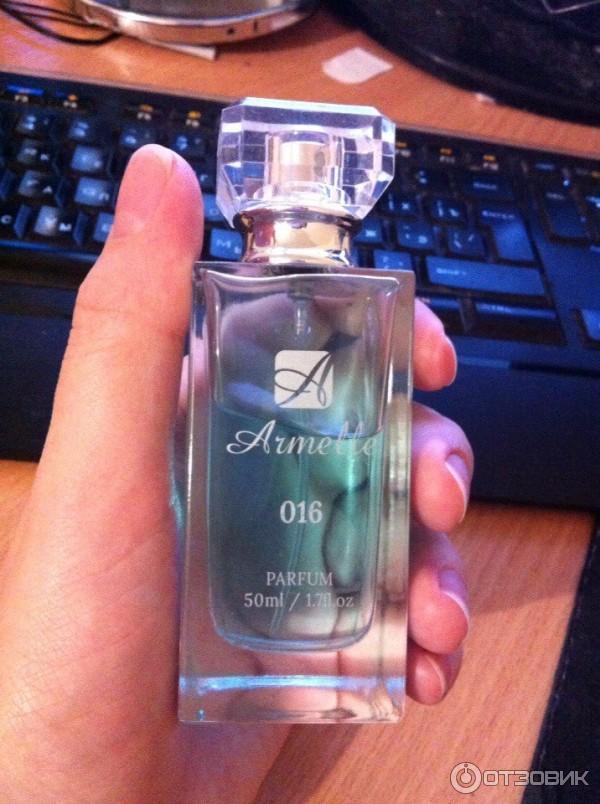 A
Armelle
016
PARFUM
50ml / 1.7fl.oz
ОТЗОВИК